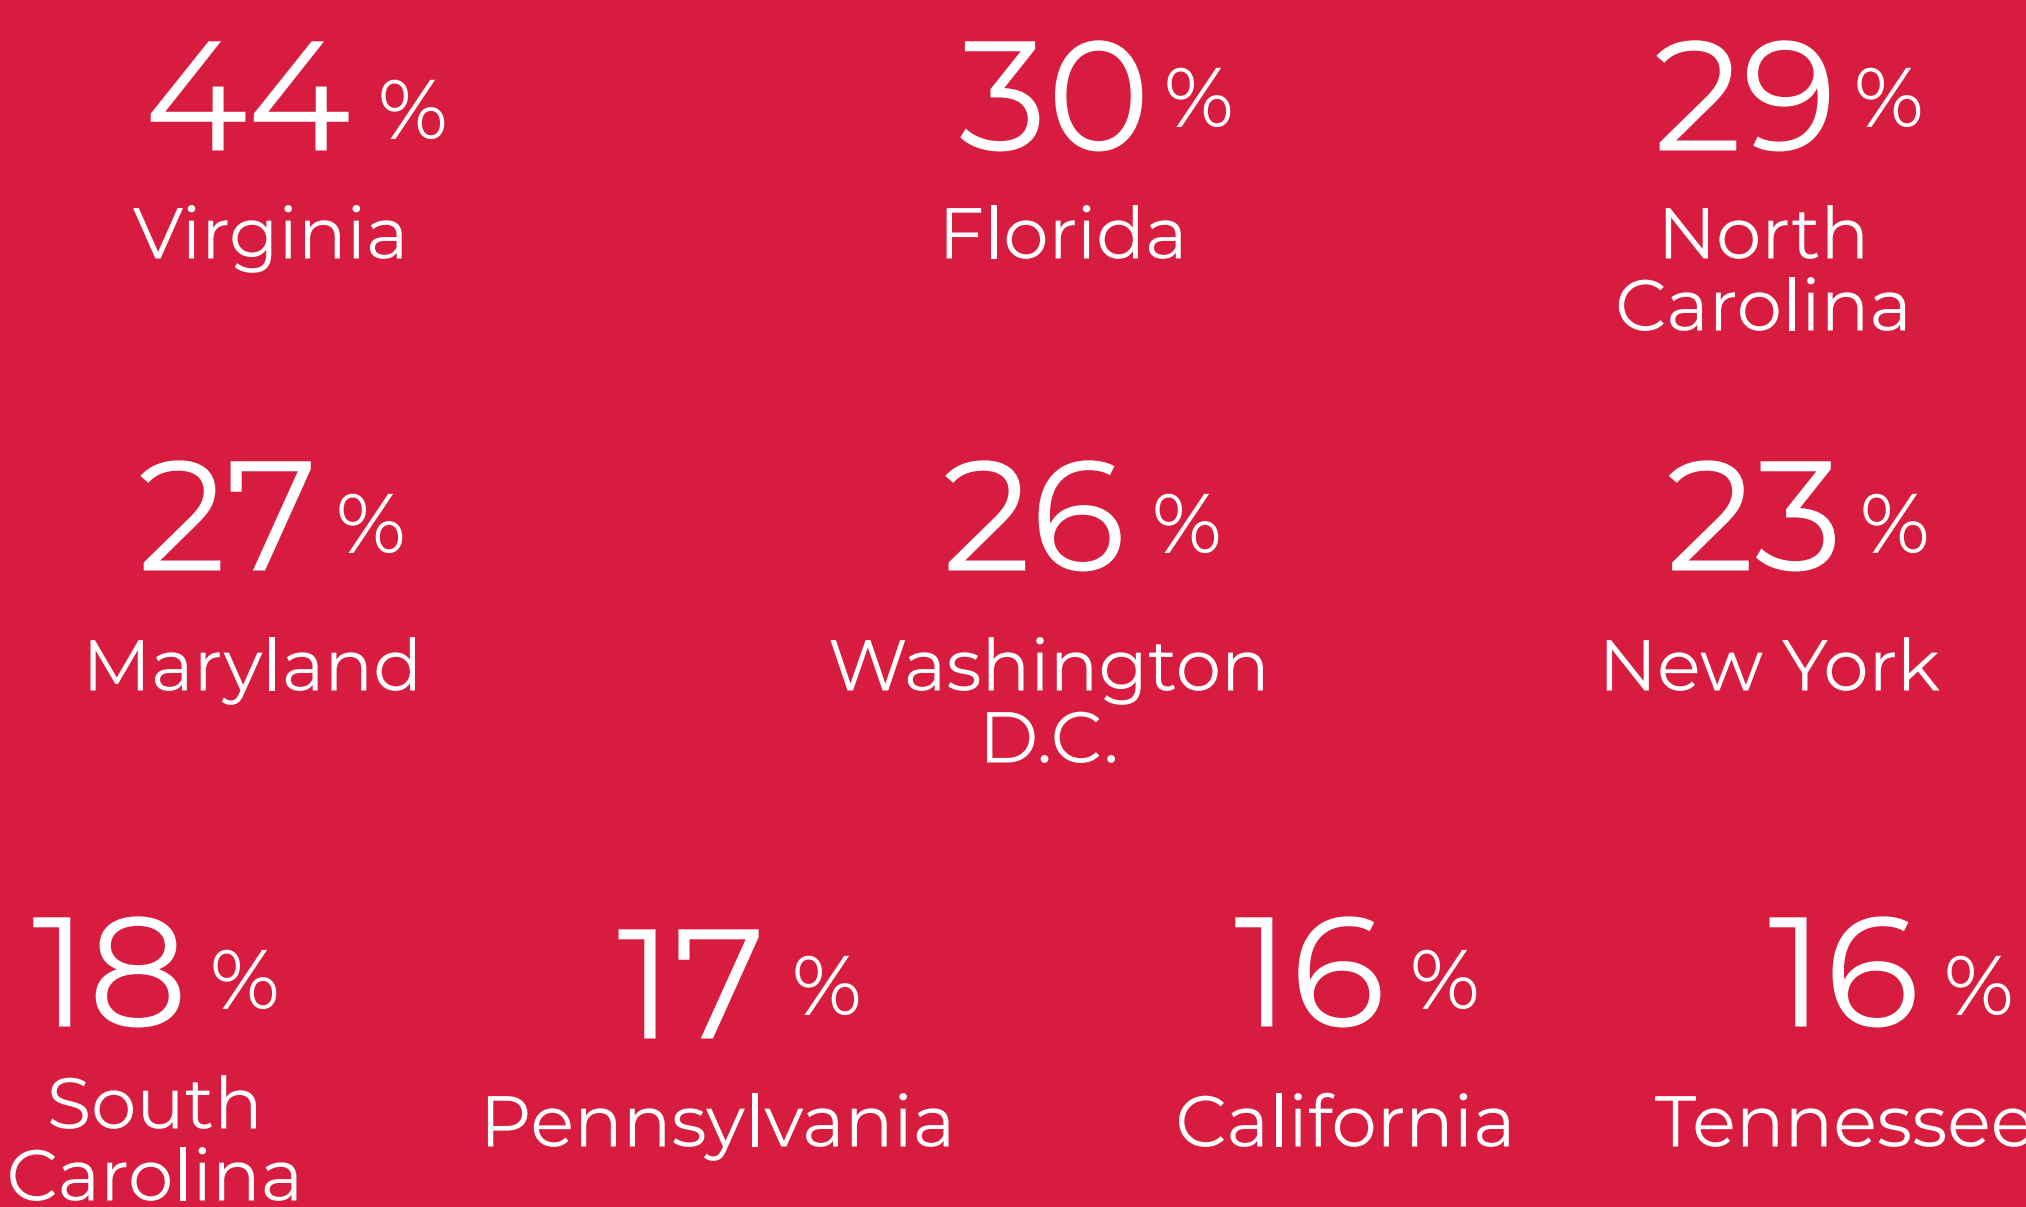 44 %
30 %
29 %
Virginia
Florida
North
Carolina
27 %
26 %
23 %
Maryland
Washington
D.C.
New York
18 %
17 %
16 %
16 %
South
Carolina
Pennsylvania
California
Tennessee